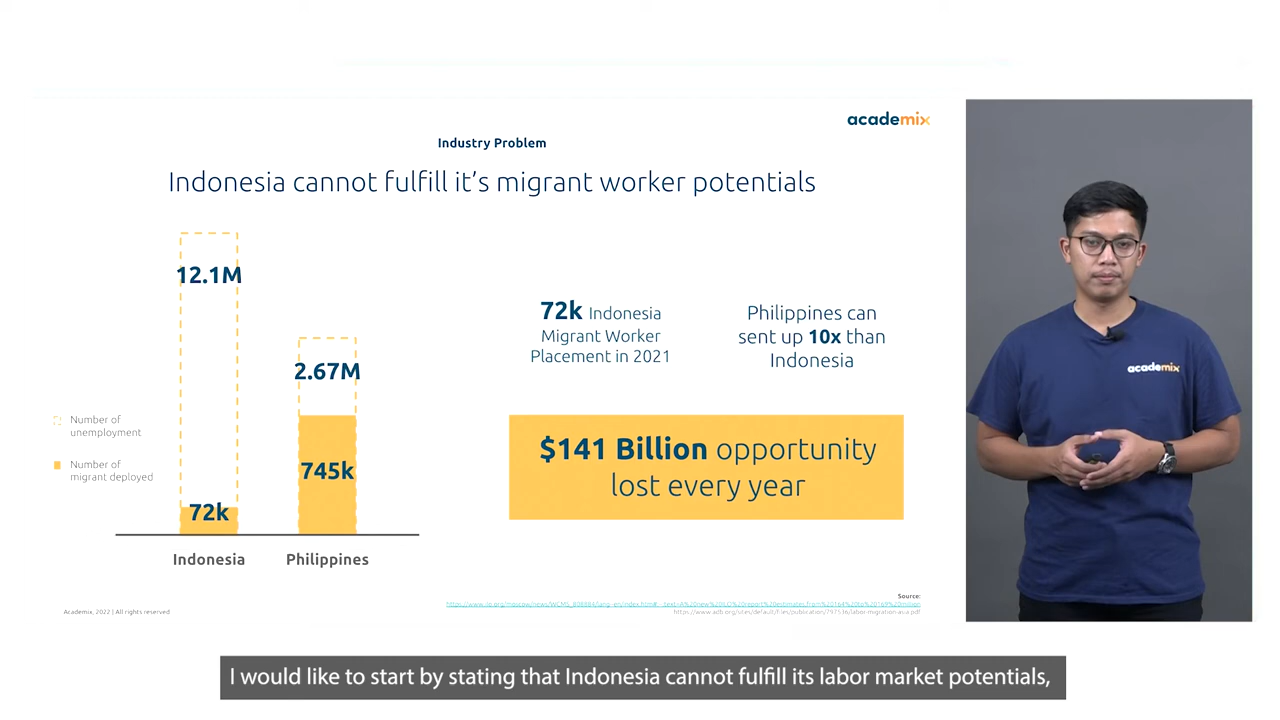 academix
Industry Problem
Indonesia cannot fulfill it's migrant worker potentials
12.1M
2.67M
745k
72k
Number of
unemployment
Number of
migrant deployed
Indonesia
Philippines
72k Indonesia
Migrant Worker
Placement in 2021
Philippines can
sent up 10x than
Indonesia
$141 Billion opportunity
lost every year
Academix, 2022 | All rights reserved
Source:
academix
I would like to start by stating that Indonesia cannot fulfill its labor market potentials,